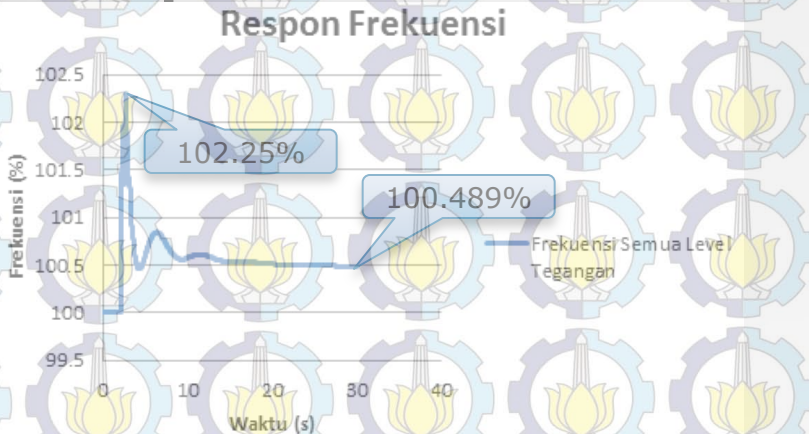 Respon Frekuensi
102.5
102
101.5
101
100.5
100
99.5
Frekuensi (%)
102.25%
100.489%
Frekuensi Semua Level
Tegangan
0 10 20 30 40
Waktu (s)